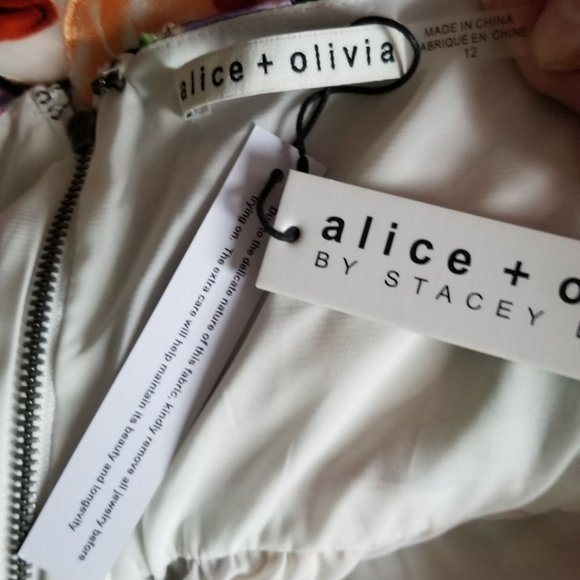 alice + olivia
MADE IN CHINA
FABRIQUÉ EN CHINE
12
alice + o
BY STACEY
to the delicate nature of this fabric, kindly remove all jewelry before
trying on. The extra care will help maintain its beauty and longevity